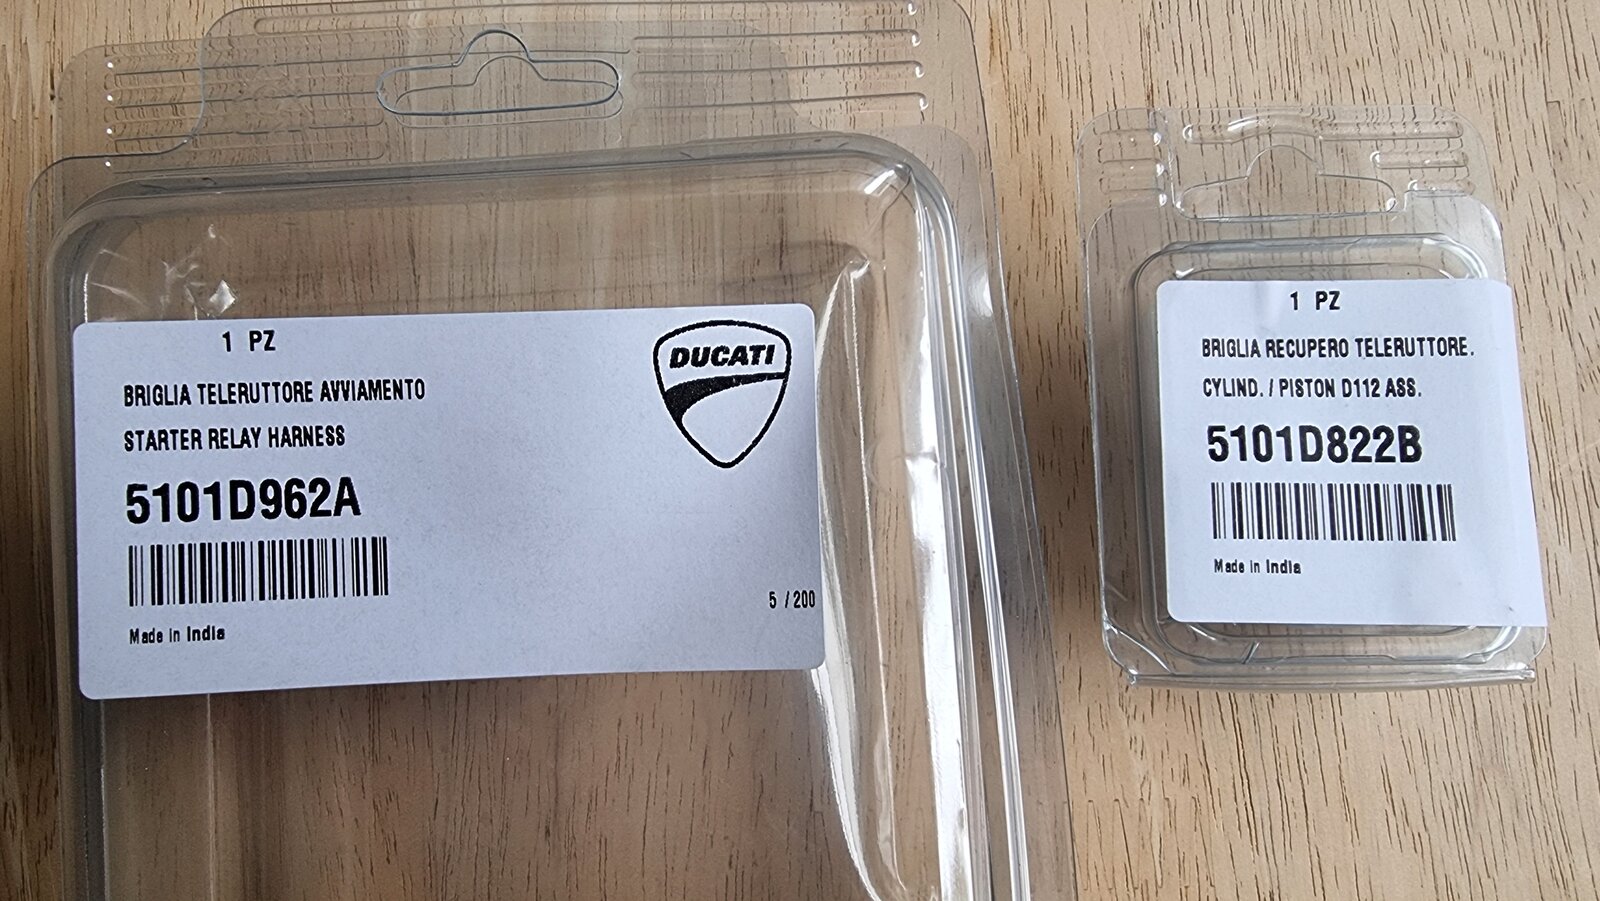 1 PZ
BRIGLIA TELERUTTORE AVVIAMENTO
STARTER RELAY HARNESS
5101D962A
Made in India
DUCATI
5 / 200
1 PZ
BRIGLIA RECUPERO TELERUTTORE.
CYLIND. / PISTON D112 ASS.
5101D822B
Made in India